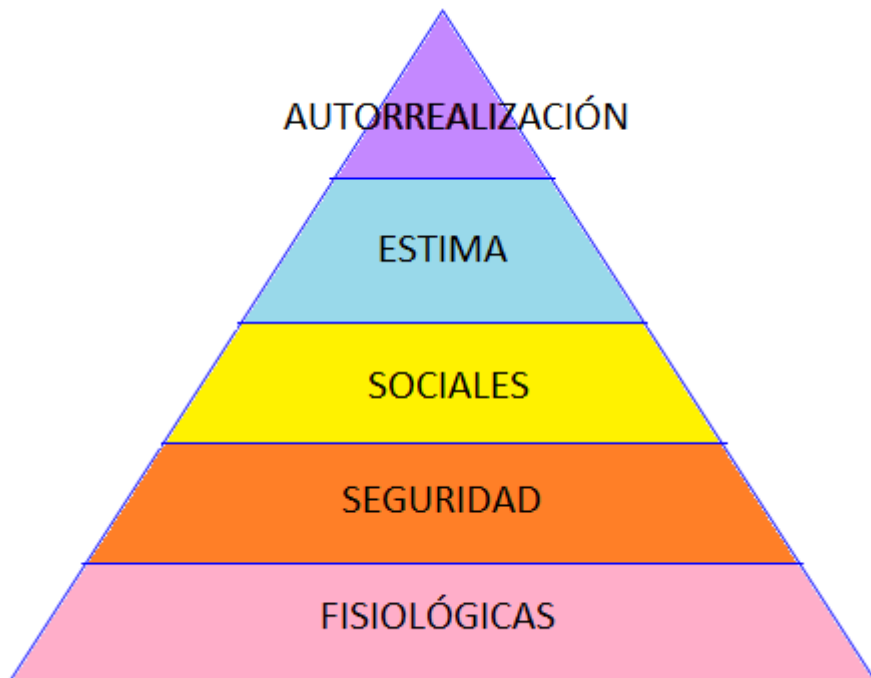 AUTORREALIZACIÓN
ESTIMA
SOCIALES
SEGURIDAD
FISIOLÓGICAS